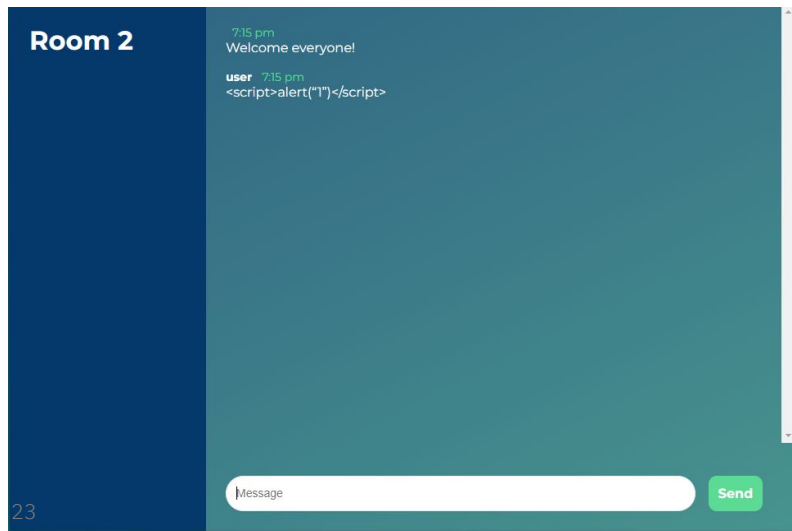 Room 2
7:15 pm
Welcome everyone!
user 7:15 pm
<script>alert(“1”)</script>
Message
Send
23